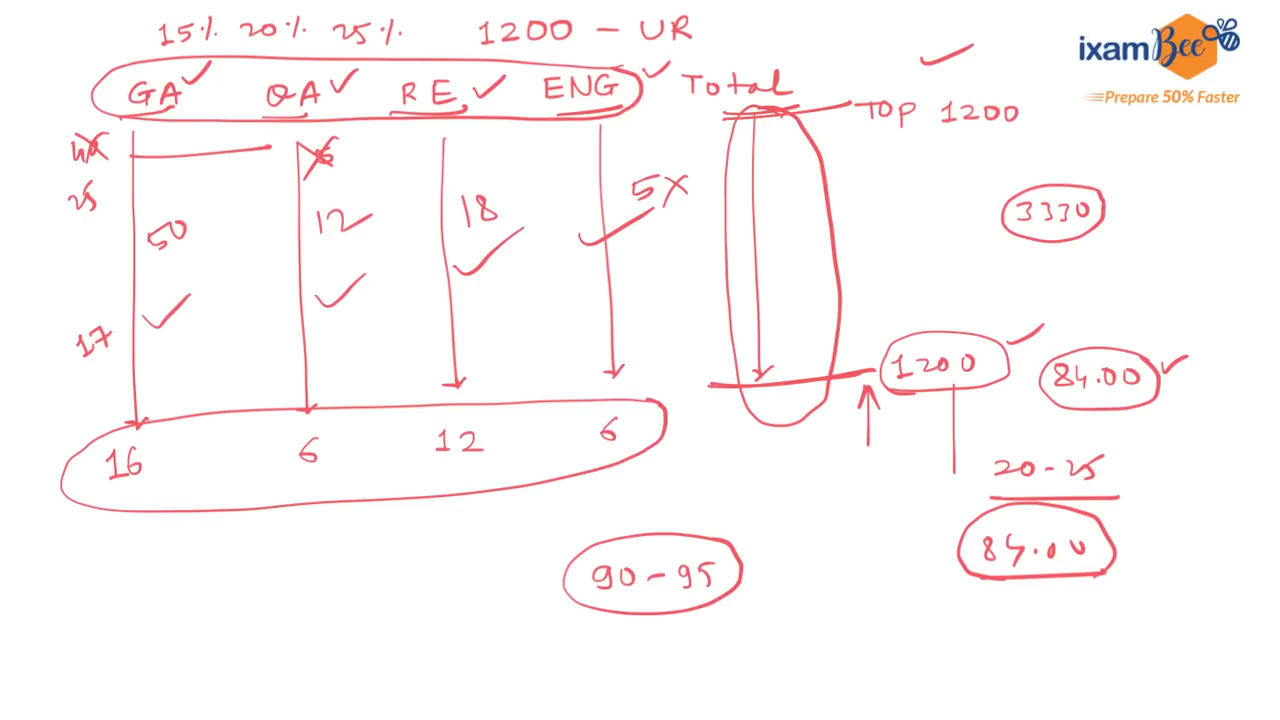 15% 20% 25% 1200 - UR
ixamBee
Prepare 50% Faster
GA QA RE ENG Total
TOP 1200
25
50 12 18 5X
3330
17
1200 84.00
16 6 12 6
20-25
84.00
90-95